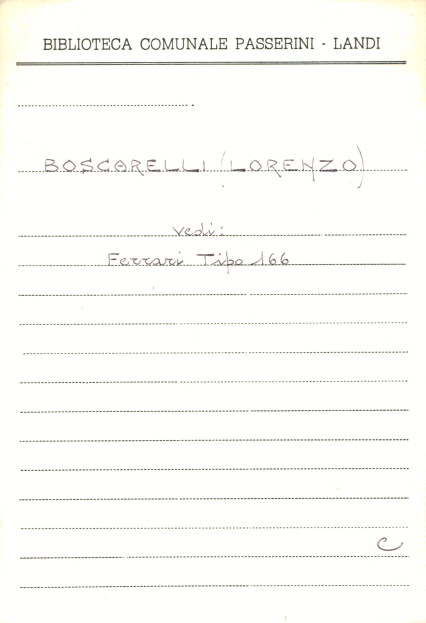 BIBLIOTECA COMUNALE PASSERINI - LANDI
BOSCARELLI (LORENZO)
vedi:
Ferrari Tipo 166
C